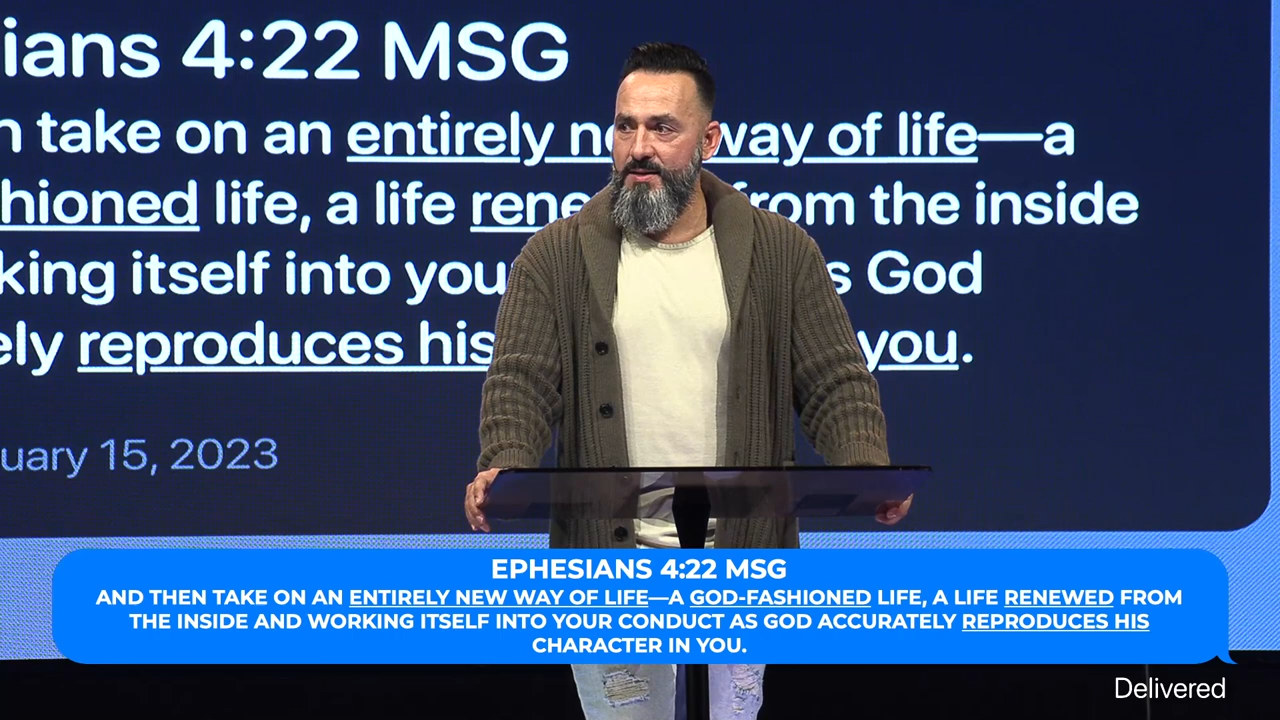 ians 4:22 MSG
take on an entirely way of life—a
hioned life, a life from the inside
king itself into God
ely reproduces his you.
uary 15, 2023
EPHESIANS 4:22 MSG
AND THEN TAKE ON AN ENTIRELY NEW WAY OF LIFE—A GOD-FASHIONED LIFE, A LIFE RENEWED FROM
THE INSIDE AND WORKING ITSELF INTO YOUR CONDUCT AS GOD ACCURATELY REPRODUCES HIS
CHARACTER IN YOU.
Delivered